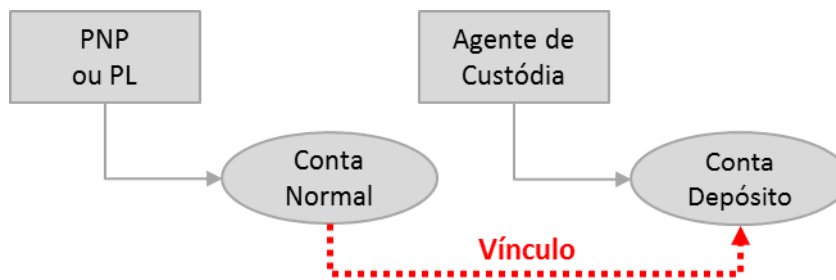 PNP
ou PL
Agente de
Custódia
Conta
Normal
Conta
Depósito
Vínculo